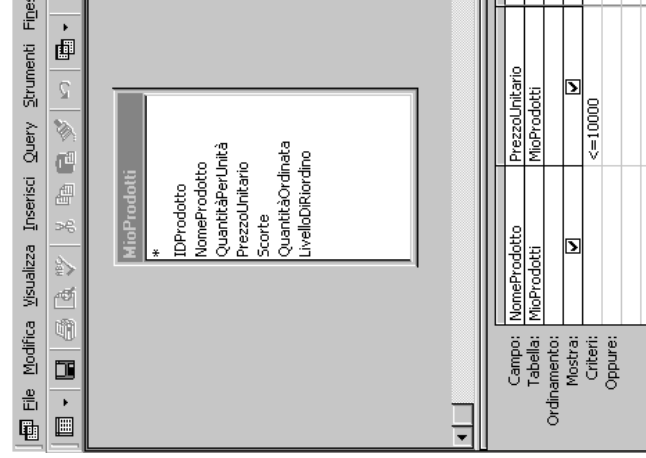 File Modifica Visualizza Inserisci Query Strumenti
MioProdotti
*
IDProdotto
NomeProdotto
QuantitàPerUnità
PrezzoUnitario
Scorte
QuantitàOrdinata
LivelloDiRiordino
Campo: NomeProdotto PrezzoUnitario
Tabella: MioProdotti MioProdotti
Ordinamento:
Mostra:
Criteri: <=10000
Oppure: